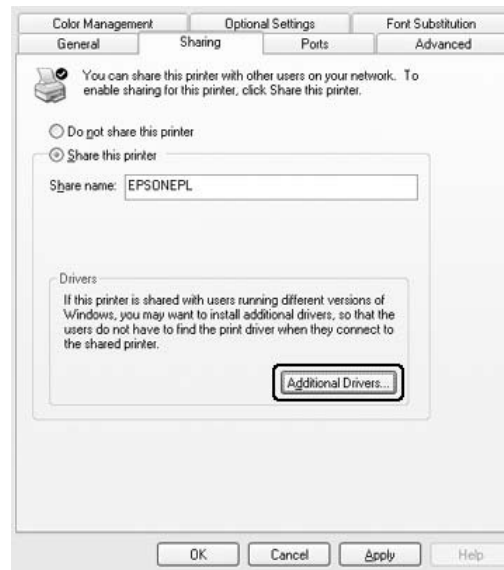 Color Management Optional Settings Font Substitution
General Sharing Ports Advanced
You can share this printer with other users on your network. To
enable sharing for this printer, click Share this printer.
Do not share this printer
Share this printer
Share name: EPSONEPL
Drivers
If this printer is shared with users running different versions of
Windows, you may want to install additional drivers, so that the
users do not have to find the print driver when they connect to
the shared printer.
Additional Drivers...
OK Cancel Apply Help